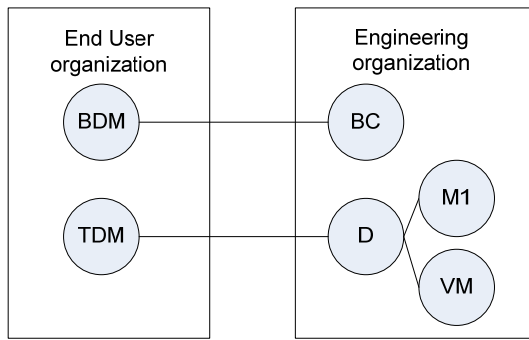 End User
organization
BDM
TDM
Engineering
organization
BC
D
M1
VM